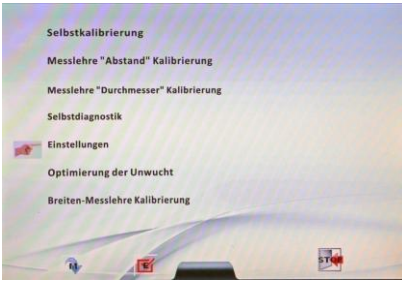 Selbstkalibrierung
Messlehre "Abstand" Kalibrierung
Messlehre "Durchmesser" Kalibrierung
Selbstdiagnostik
Einstellungen
Optimierung der Unwucht
Breiten-Messlehre Kalibrierung
M
STOP